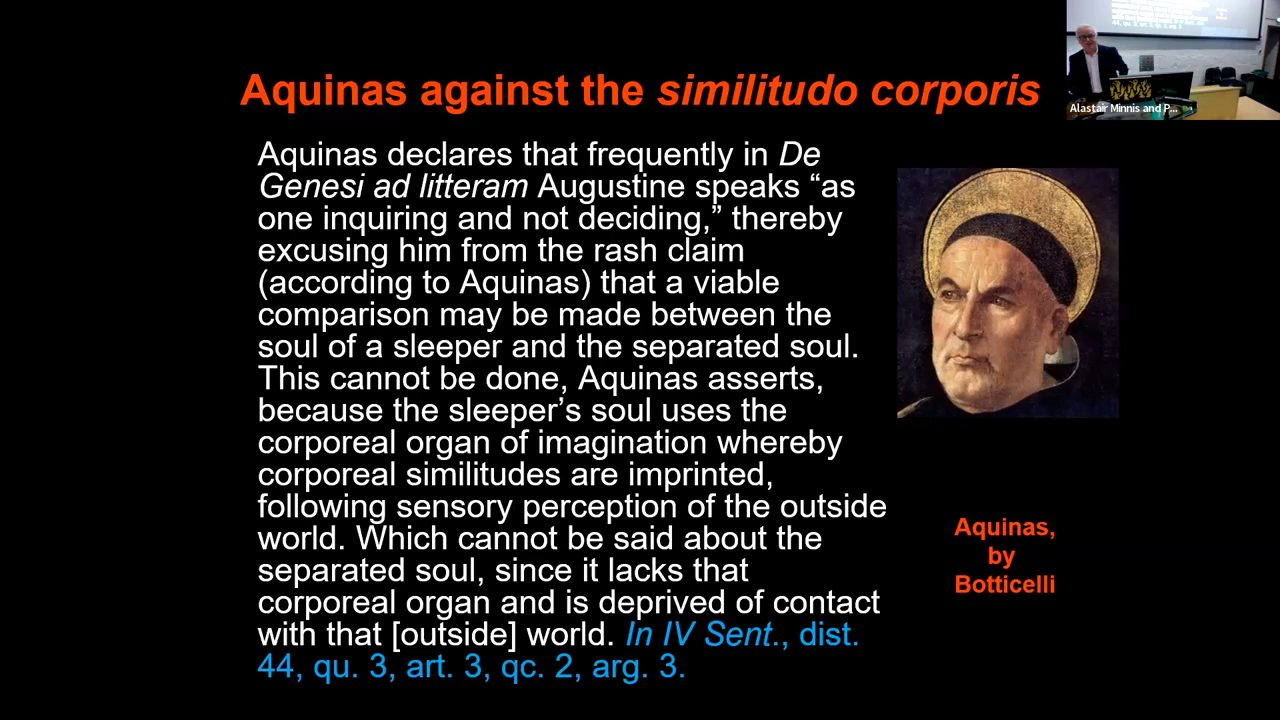 Aquinas against the similitudo corporis
Aquinas declares that frequently in De
Genesi ad litteram Augustine speaks “as
one inquiring and not deciding,” thereby
excusing him from the rash claim
(according to Aquinas) that a viable
comparison may be made between the
soul of a sleeper and the separated soul.
This cannot be done, Aquinas asserts,
because the sleeper’s soul uses the
corporeal organ of imagination whereby
corporeal similitudes are imprinted,
following sensory perception of the outside
world. Which cannot be said about the
separated soul, since it lacks that
corporeal organ and is deprived of contact
with that [outside] world. In IV Sent., dist.
44, qu. 3, art. 3, qc. 2, arg. 3.
Aquinas,
by
Botticelli
Alastair Minnis and P...